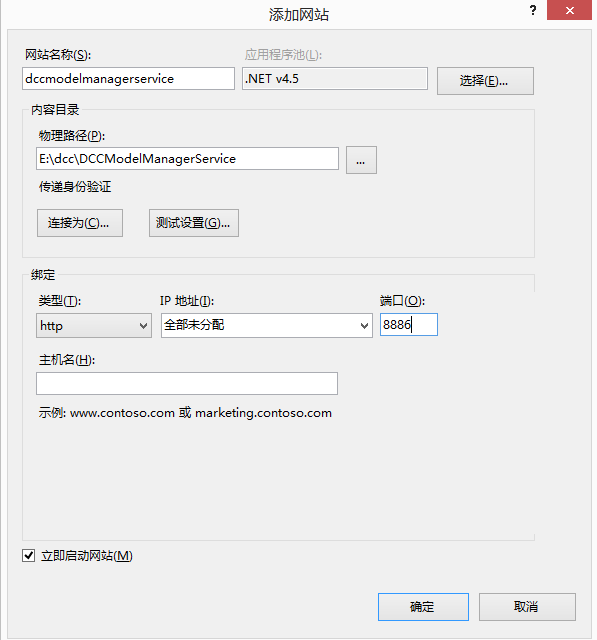 添加网站
?
网站名称(S): 应用程序池(L):
dccmodelmanagerservice .NET v4.5 选择(E)...
内容目录
物理路径(P):
E:\dcc\DCCModelManagerService ...
传递身份验证
连接为(C)... 测试设置(G)...
绑定
类型(T): IP 地址(I): 端口(O):
http 全部未分配 8886
主机名(H):
示例: www.contoso.com 或 marketing.contoso.com
立即启动网站(M)
确定 取消